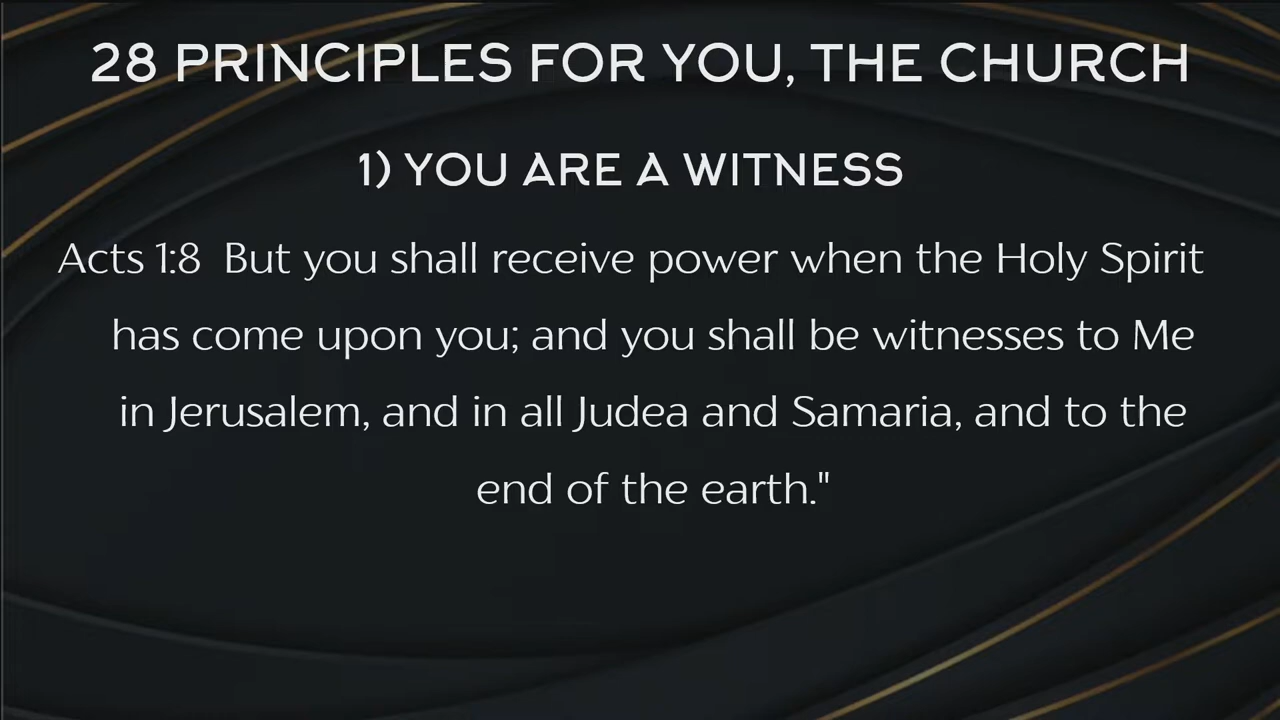 28 PRINCIPLES FOR YOU, THE CHURCH
1) YOU ARE A WITNESS
Acts 1:8  But you shall receive power when the Holy Spirit
has come upon you; and you shall be witnesses to Me
in Jerusalem, and in all Judea and Samaria, and to the
end of the earth."